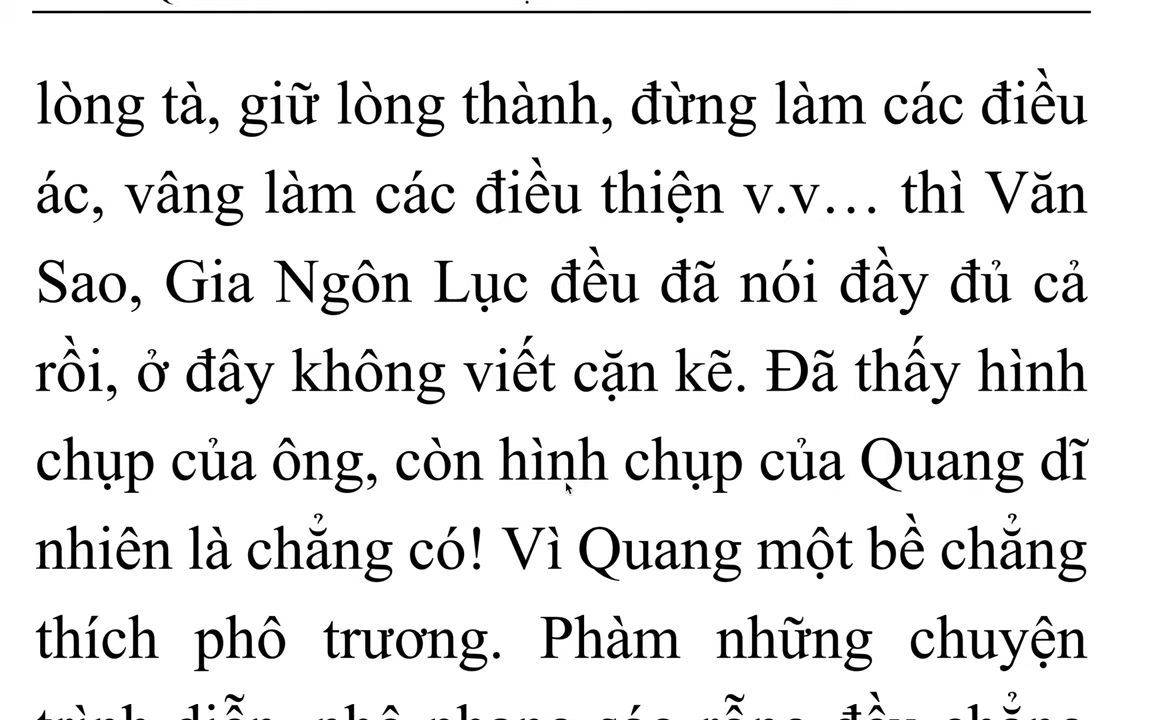 lòng tà, giữ lòng thành, đừng làm các điều
ác, vâng làm các điều thiện v.v… thì Văn
Sao, Gia Ngôn Lục đều đã nói đầy đủ cả
rồi, ở đây không viết cặn kẽ. Đã thấy hình
chụp của ông, còn hình chụp của Quang dĩ
nhiên là chẳng có! Vì Quang một bề chẳng
thích phô trương. Phàm những chuyện